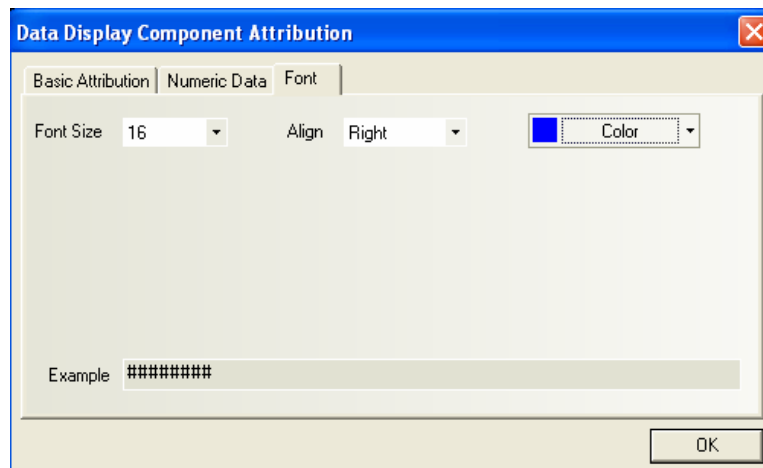 Data Display Component Attribution
Basic Attribution Numeric Data Font
Font Size 16 Align Right Color
Example ########
OK